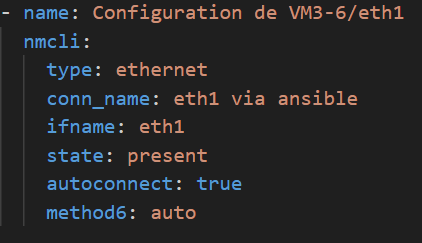 - name: Configuration de VM3-6/eth1
nmcli:
type: ethernet
conn_name: eth1 via ansible
ifname: eth1
state: present
autoconnect: true
method6: auto